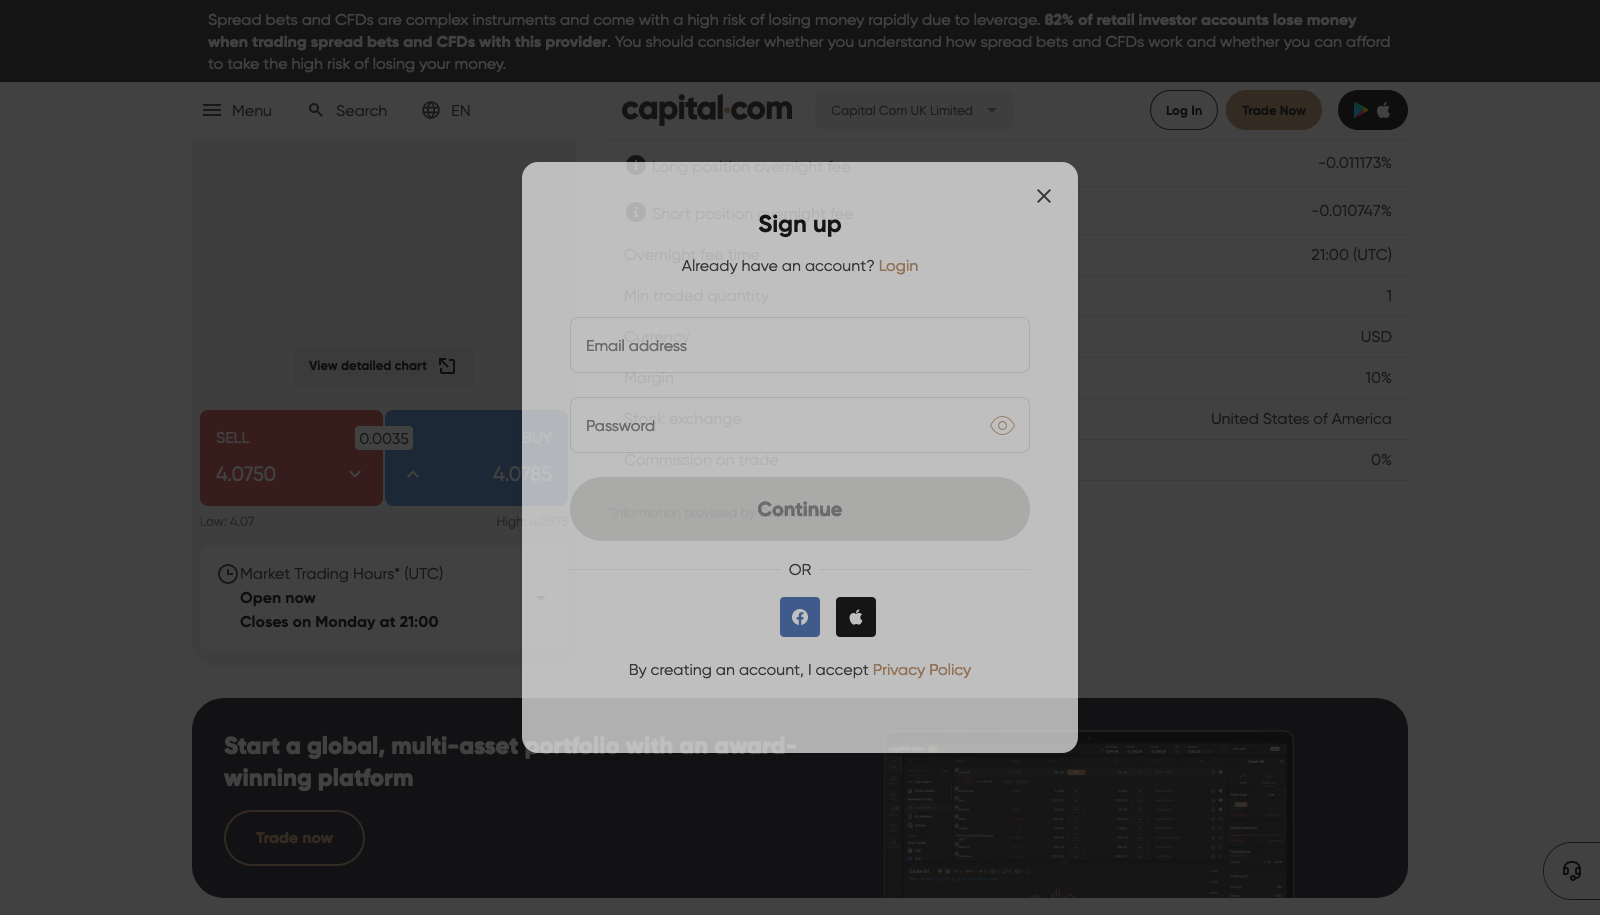 Spread bets and CFDs are complex instruments and come with a high risk of losing money rapidly due to leverage. 82% of retail investor accounts lose money
when trading spread bets and CFDs with this provider. You should consider whether you understand how spread bets and CFDs work and whether you can afford
to take the high risk of losing your money.
Menu
Search
EN
capital.com
Capital Com UK Limited
Log In
Trade Now
Long position overnight fee
-0.011173%
Short position overnight fee
-0.010747%
Overnight fee time
21:00 (UTC)
Min traded quantity
1
Currency
USD
Margin
10%
Stock exchange
United States of America
Commission on trade
0%
*Information provided by
View detailed chart
SELL
4.0750
0.0035
BUY
4.0785
Low: 4.07
High: 4.0875
Market Trading Hours* (UTC)
Open now
Closes on Monday at 21:00
Sign up
Already have an account? Login
Email address
Password
Continue
OR
By creating an account, I accept Privacy Policy
Start a global, multi-asset portfolio with an award-
winning platform
Trade now